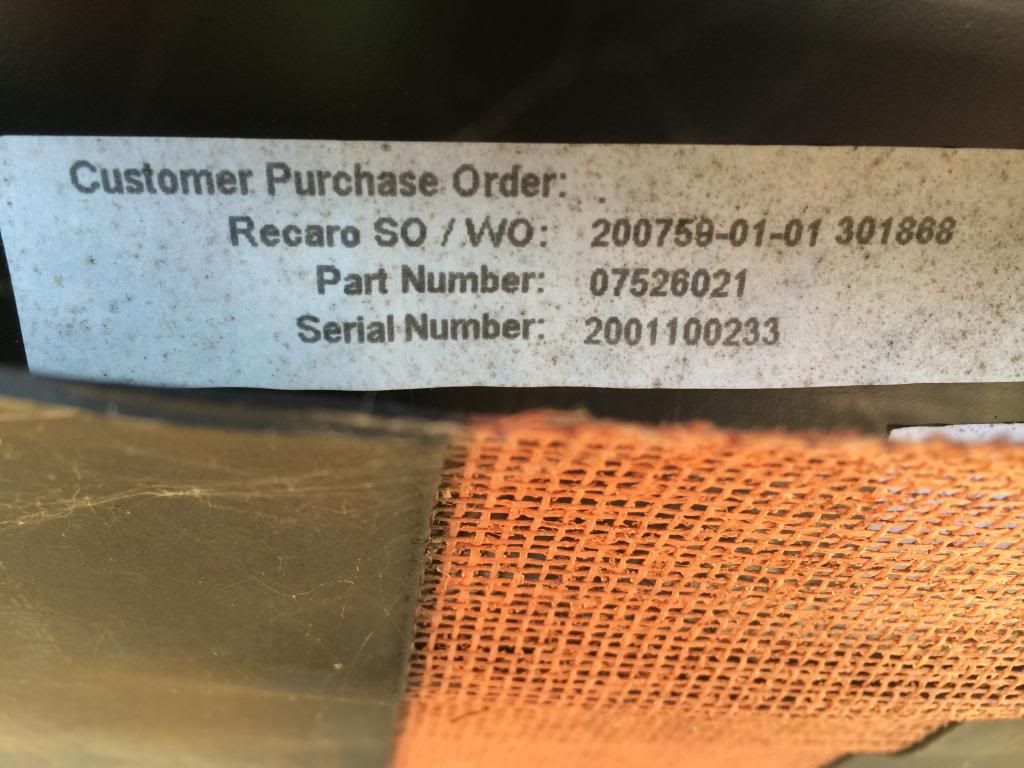 Customer Purchase Order: .
Recaro SO / WO: 200759-01-01 301868
Part Number: 07526021
Serial Number: 2001100233